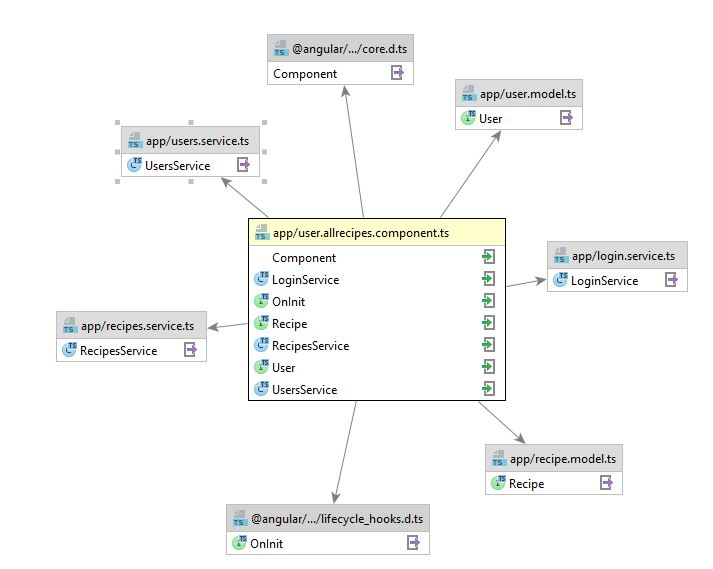 @angular/.../core.d.ts
Component
app/user.model.ts
User
app/users.service.ts
UsersService
app/user.allrecipes.component.ts
Component
LoginService
OnInit
Recipe
RecipesService
User
UsersService
app/login.service.ts
LoginService
app/recipes.service.ts
RecipesService
app/recipe.model.ts
Recipe
@angular/.../lifecycle_hooks.d.ts
OnInit